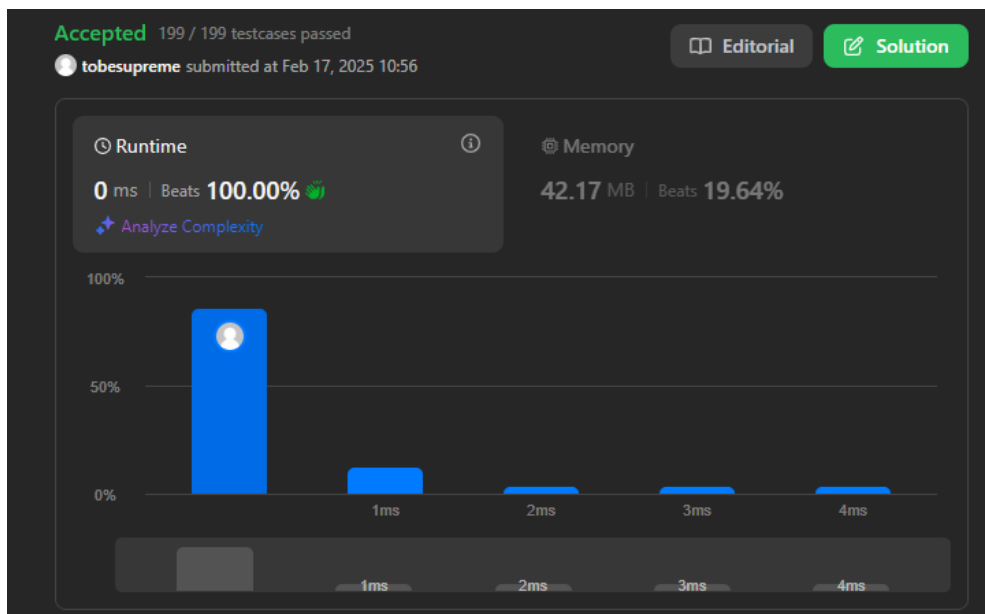 Accepted 199 / 199 testcases passed
Editorial
Solution
tobesupreme submitted at Feb 17, 2025 10:56
Runtime
Memory
0 ms | Beats 100.00%
42.17 MB | Beats 19.64%
Analyze Complexity
100%
50%
0%
1ms 2ms 3ms 4ms
1ms 2ms 3ms 4ms